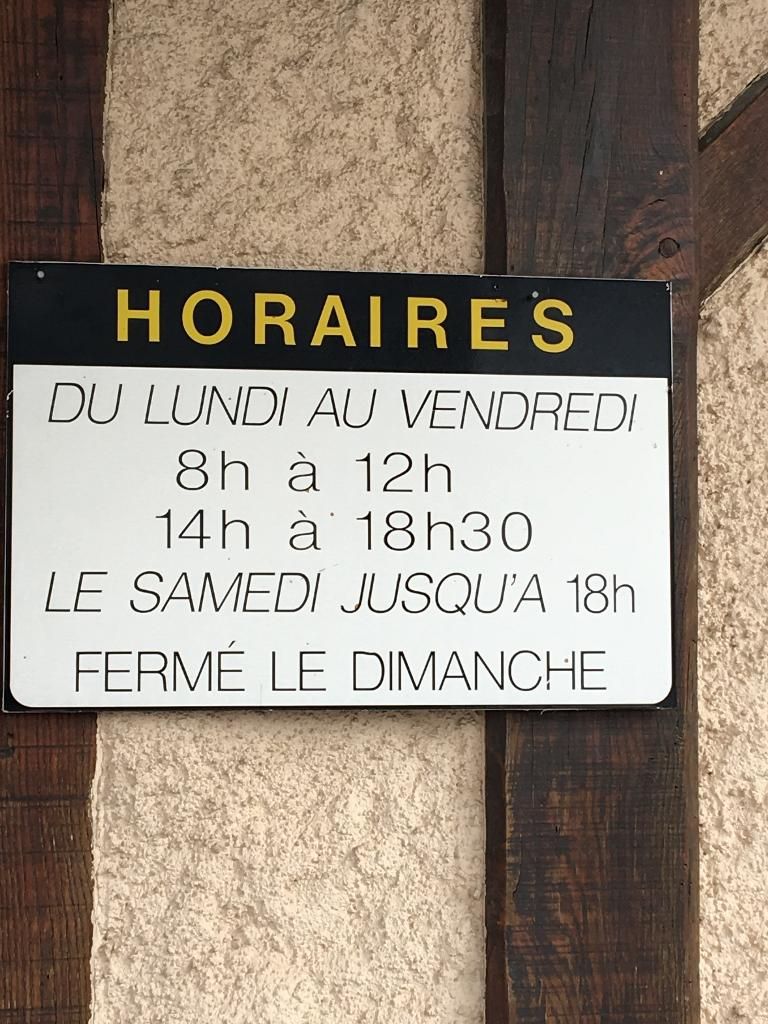 HORAIRES
DU LUNDI AU VENDREDI
8h à 12h
14h à 18h30
LE SAMEDI JUSQU'A 18h
FERMÉ LE DIMANCHE